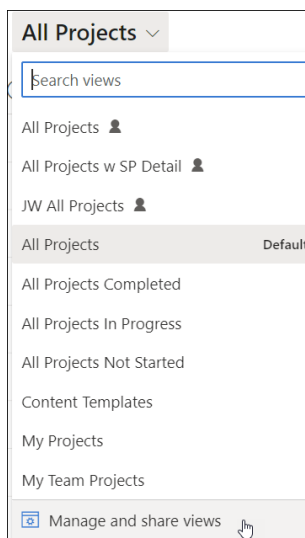 All Projects
Search views
All Projects
All Projects w SP Detail
JW All Projects
All Projects Default
All Projects Completed
All Projects In Progress
All Projects Not Started
Content Templates
My Projects
My Team Projects
Manage and share views